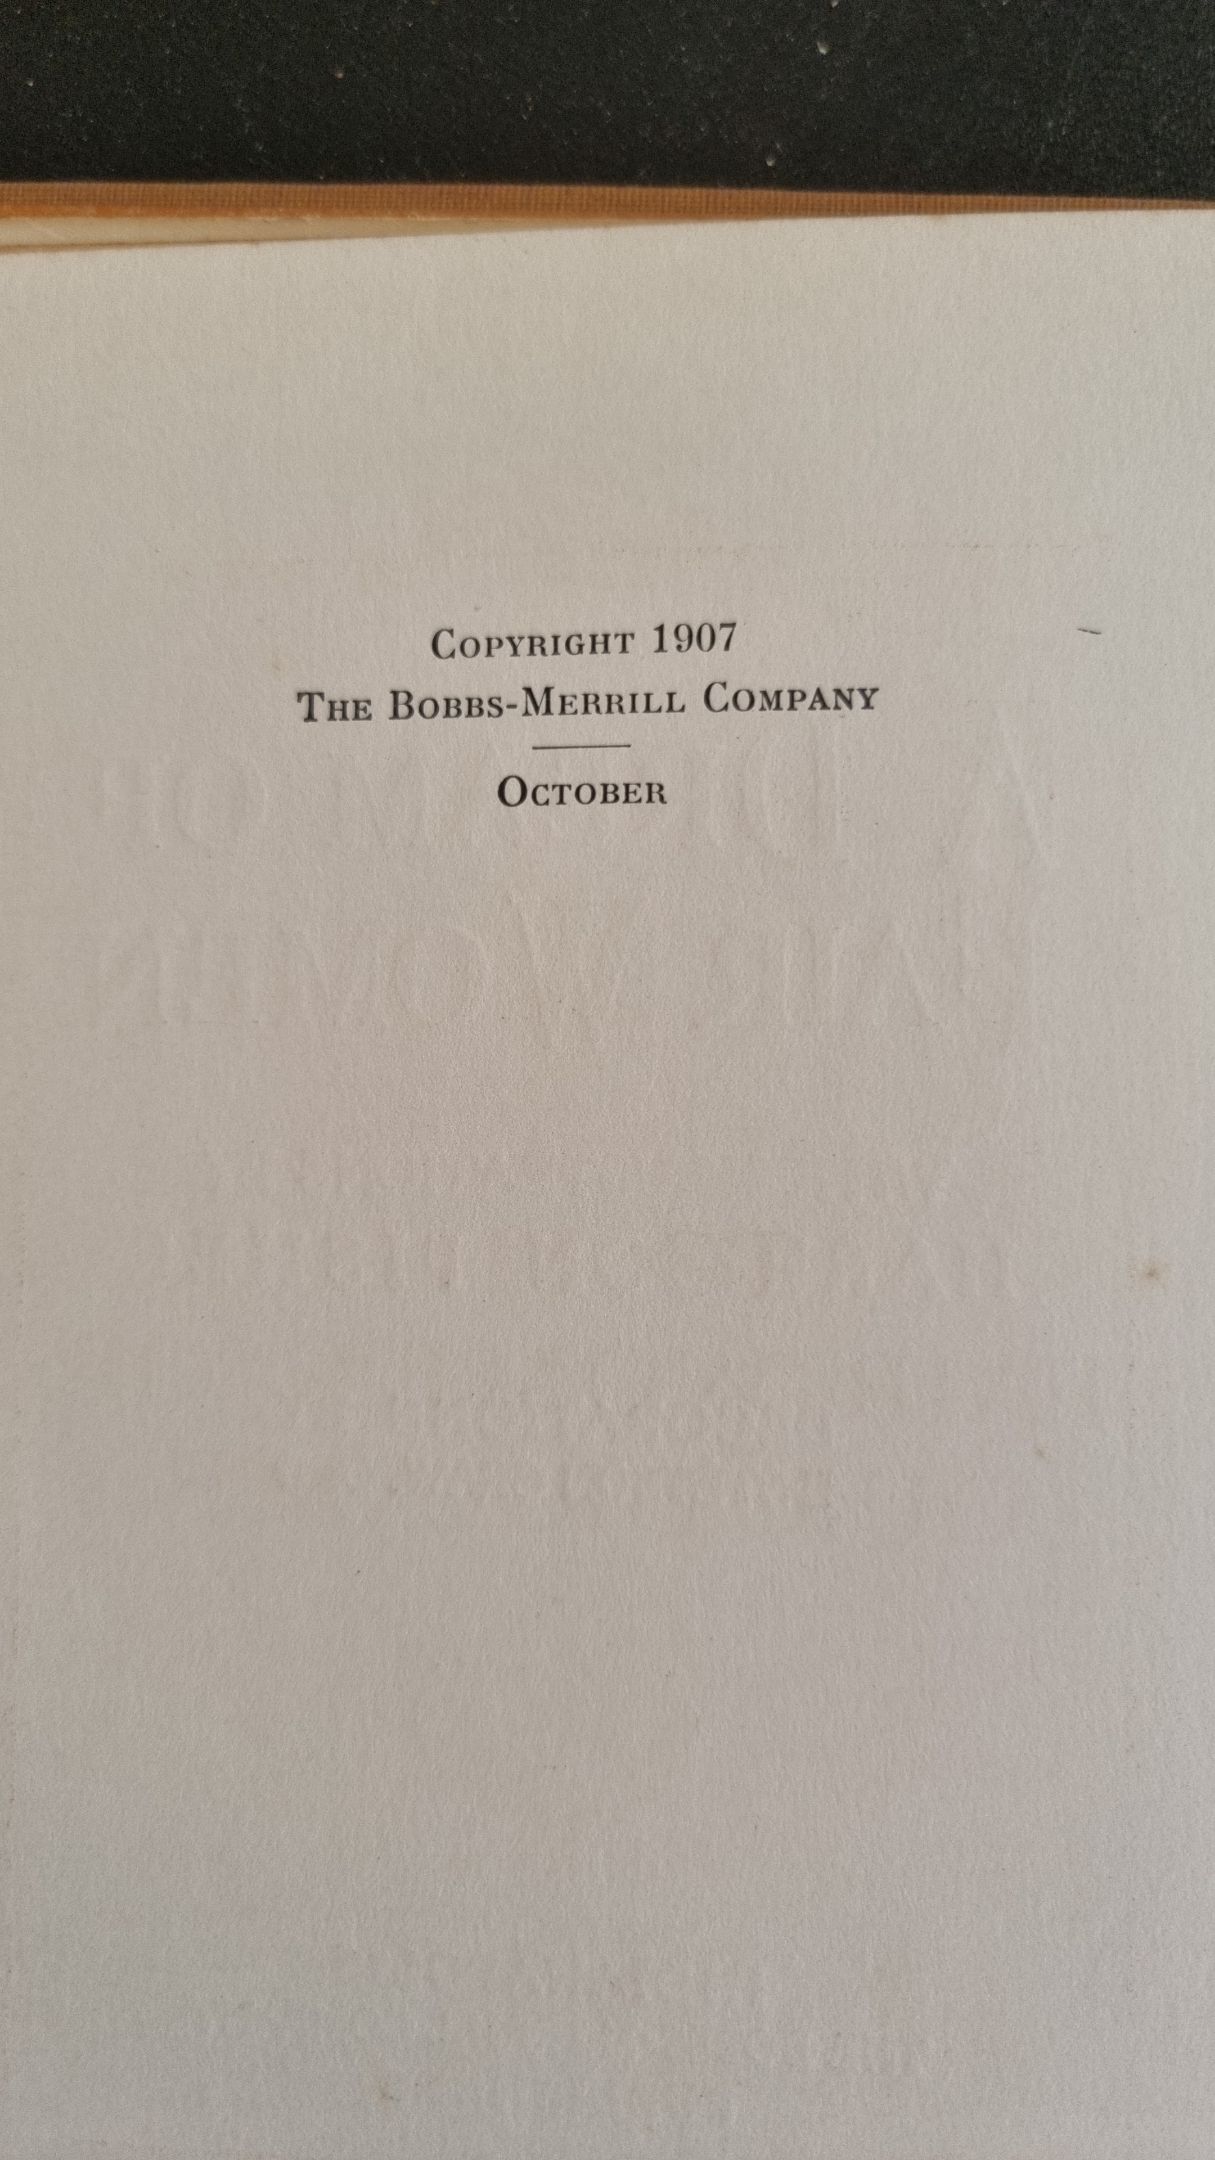 Copyright 1907
The Bobbs-Merrill Company
October